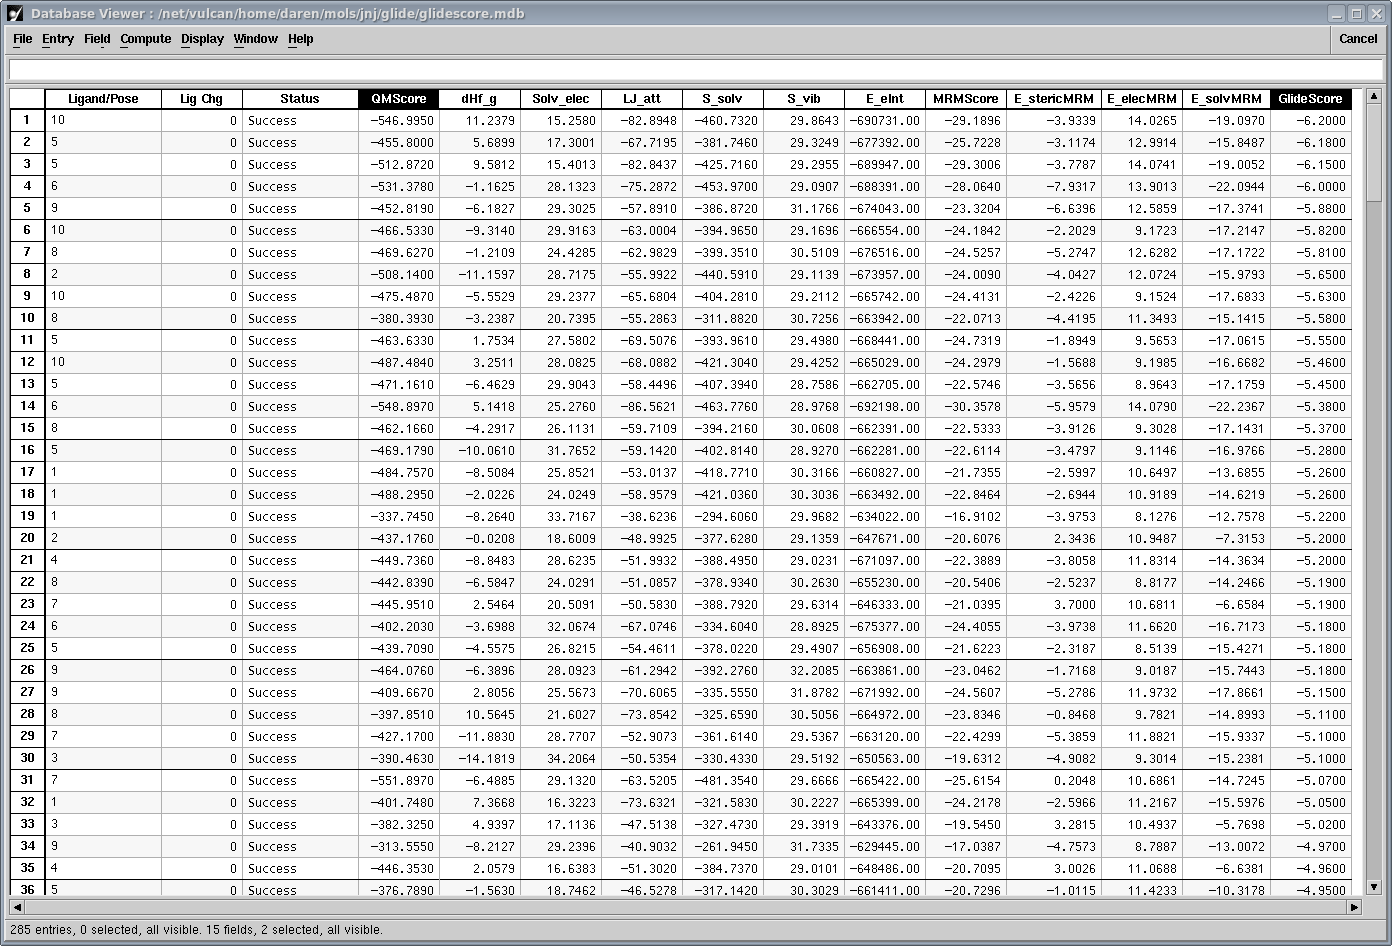 Database Viewer : /net/vulcan/home/daren/mols/jnj/glide/glidescore.mdb
File Entry Field Compute Display Window Help Cancel
Ligand/Pose Lig Chg Status QMScore dHf_g Solv_elec LJ_att S_solv S_vib E_eInt MRMScore E_stericMRM E_elecMRM E_solvMRM GlideScore
1 10 0 Success −546.9950 11.2379 15.2580 −82.8948 −460.7320 29.8643 −690731.00 −29.1896 −3.9339 14.0265 −19.0970 −6.2000
2 5 0 Success −455.8000 5.6899 17.3001 −67.7195 −381.7460 29.3249 −677392.00 −25.7228 −3.1174 12.9914 −15.8487 −6.1800
3 5 0 Success −512.8720 9.5812 15.4013 −82.8437 −425.7160 29.2955 −689947.00 −29.3006 −3.7787 14.0741 −19.0052 −6.1500
4 6 0 Success −531.3780 −1.1625 28.1323 −75.2872 −453.9700 29.0907 −688391.00 −28.0640 −7.9317 13.9013 −22.0944 −6.0000
5 9 0 Success −452.8190 −6.1827 29.3025 −57.8910 −386.8720 31.1766 −674043.00 −23.3204 −6.6396 12.5859 −17.3741 −5.8800
6 10 0 Success −466.5330 −9.3140 29.9163 −63.0004 −394.9650 29.1696 −666554.00 −24.1842 −2.2029 9.1723 −17.2147 −5.8200
7 8 0 Success −469.6270 −1.2109 24.4285 −62.9829 −399.3510 30.5109 −676516.00 −24.5257 −5.2747 12.6282 −17.1722 −5.8100
8 2 0 Success −508.1400 −11.1597 28.7175 −55.9922 −440.5910 29.1139 −673957.00 −24.0090 −4.0427 12.0724 −15.9793 −5.6500
9 10 0 Success −475.4870 −5.5529 29.2377 −65.6804 −404.2810 29.2112 −665742.00 −24.4131 −2.4226 9.1524 −17.6833 −5.6300
10 8 0 Success −380.3930 −3.2387 20.7395 −55.2863 −311.8820 30.7256 −663942.00 −22.0713 −4.4195 11.3493 −15.1415 −5.5800
11 5 0 Success −463.6330 1.7534 27.5802 −69.5076 −393.9610 29.4980 −668441.00 −24.7319 −1.8949 9.5653 −17.0615 −5.5500
12 10 0 Success −487.4840 3.2511 28.0825 −68.0882 −421.3040 29.4252 −665029.00 −24.2979 −1.5688 9.1985 −16.6682 −5.4600
13 5 0 Success −471.1610 −6.4629 29.9043 −58.4496 −407.3940 28.7586 −662705.00 −22.5746 −3.5656 8.9643 −17.1759 −5.4500
14 6 0 Success −548.8970 5.1418 25.2760 −86.5621 −463.7760 28.9768 −692198.00 −30.3578 −5.9579 14.0790 −22.2367 −5.3800
15 8 0 Success −462.1660 −4.2917 26.1131 −59.7109 −394.2160 30.0608 −662391.00 −22.5333 −3.9126 9.3028 −17.1431 −5.3700
16 5 0 Success −469.1790 −10.0610 31.7652 −59.1420 −402.8140 28.9270 −662281.00 −22.6114 −3.4797 9.1146 −16.9766 −5.2800
17 1 0 Success −484.7570 −8.5084 25.8521 −53.0137 −418.7710 30.3166 −660827.00 −21.7355 −2.5997 10.6497 −13.6855 −5.2600
18 1 0 Success −488.2950 −2.0226 24.0249 −58.9579 −421.0360 30.3036 −663492.00 −22.8464 −2.6944 10.9189 −14.6219 −5.2600
19 1 0 Success −337.7450 −8.2640 33.7167 −38.6236 −294.6060 29.9682 −634022.00 −16.9102 −3.9753 8.1276 −12.7578 −5.2200
20 2 0 Success −437.1760 −0.0208 18.6009 −48.9925 −377.6280 29.1359 −647671.00 −20.6076 2.3436 10.9487 −7.3153 −5.2000
21 4 0 Success −449.7360 −8.8483 28.6235 −51.9932 −388.4950 29.0231 −671097.00 −22.3889 −3.8058 11.8314 −14.3634 −5.2000
22 8 0 Success −442.8390 −6.5847 24.0291 −51.0857 −378.9340 30.2630 −655230.00 −20.5406 −2.5237 8.8177 −14.2466 −5.1900
23 7 0 Success −445.9510 2.5464 20.5091 −50.5830 −388.7920 29.6314 −646333.00 −21.0395 3.7000 10.6811 −6.6584 −5.1900
24 6 0 Success −402.2030 −3.6988 32.0674 −67.0746 −334.6040 28.8925 −675377.00 −24.4055 −3.9738 11.6620 −16.7173 −5.1800
25 5 0 Success −439.7090 −4.5575 26.8215 −54.4611 −378.0220 29.4907 −656908.00 −21.6223 −2.3187 8.5139 −15.4271 −5.1800
26 9 0 Success −464.0760 −6.3896 28.0923 −61.2942 −392.2760 32.2085 −663861.00 −23.0462 −1.7168 9.0187 −15.7443 −5.1800
27 9 0 Success −409.6670 2.8056 25.5673 −70.6065 −335.5550 31.8782 −671992.00 −24.5607 −5.2786 11.9732 −17.8661 −5.1500
28 8 0 Success −397.8510 10.5645 21.6027 −73.8542 −325.6590 30.5056 −664972.00 −23.8346 −0.8468 9.7821 −14.8993 −5.1100
29 7 0 Success −427.1700 −11.8830 28.7707 −52.9073 −361.6140 29.5367 −663120.00 −22.4299 −5.3859 11.8821 −15.9337 −5.1000
30 3 0 Success −390.4630 −14.1819 34.2064 −50.5354 −330.4330 29.5192 −650563.00 −19.6312 −4.9082 9.3014 −15.2381 −5.1000
31 7 0 Success −551.8970 −6.4885 29.1320 −63.5205 −481.3540 29.6666 −665422.00 −25.6154 0.2048 10.6861 −14.7245 −5.0700
32 1 0 Success −401.7480 7.3668 16.3223 −73.6321 −321.5830 30.2227 −665399.00 −24.2178 −2.5966 11.2167 −15.5976 −5.0500
33 3 0 Success −382.3250 4.9397 17.1136 −47.5138 −327.4730 29.3919 −643376.00 −19.5450 3.2815 10.4937 −5.7698 −5.0200
34 9 0 Success −313.5550 −8.2127 29.2396 −40.9032 −261.9450 31.7335 −629445.00 −17.0387 −4.7573 8.7887 −13.0072 −4.9700
35 4 0 Success −446.3530 2.0579 16.6383 −51.3020 −384.7370 29.0101 −648486.00 −20.7095 3.0026 11.0688 −6.6381 −4.9600
36 5 0 Success −376.7890 −1.5630 18.7462 −46.5278 −317.1420 30.3029 −661411.00 −20.7296 −1.0115 11.4233 −10.3178 −4.9500
285 entries, 0 selected, all visible. 15 fields, 2 selected, all visible.